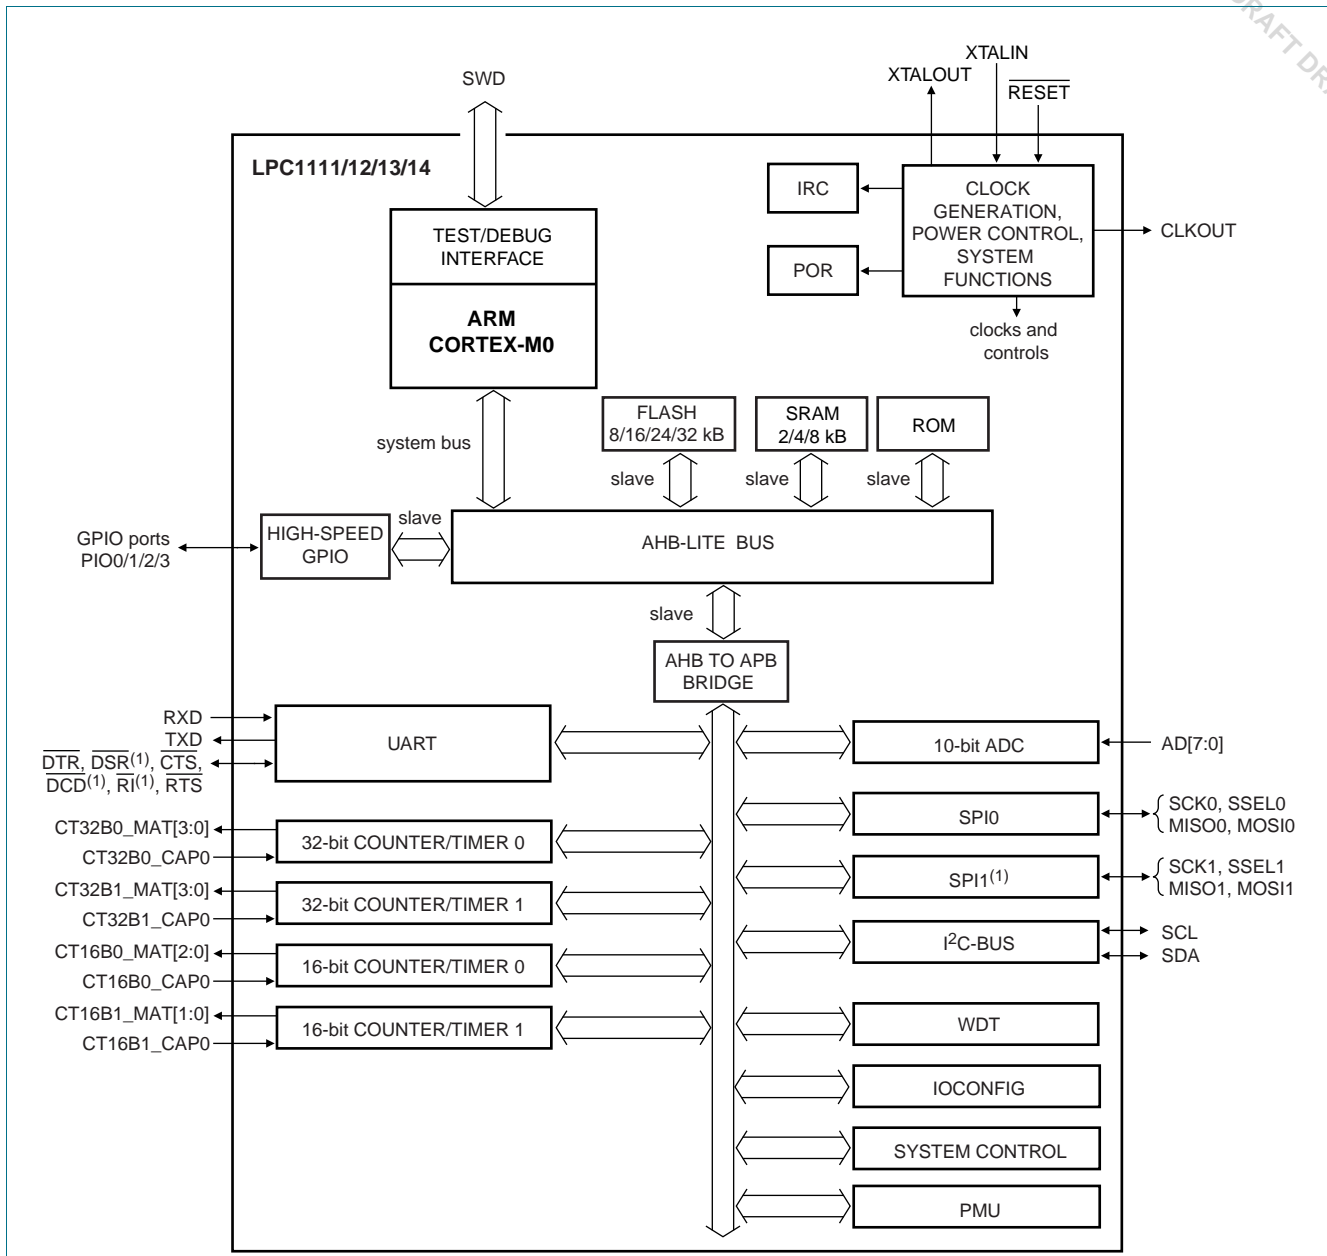 DRAFT DR
XTALIN
XTALOUT
RESET
SWD
LPC1111/12/13/14
IRC
POR
CLOCK
GENERATION,
POWER CONTROL,
SYSTEM
FUNCTIONS
CLKOUT
clocks and
controls
TEST/DEBUG
INTERFACE
ARM
CORTEX-M0
system bus
FLASH
8/16/24/32 kB
SRAM
2/4/8 kB
ROM
slave
slave
slave
GPIO ports
PIO0/1/2/3
HIGH-SPEED
GPIO
slave
AHB-LITE BUS
slave
AHB TO APB
BRIDGE
RXD
TXD
DTR, DSR(1), CTS,
DCD(1), RI(1), RTS
UART
10-bit ADC
AD[7:0]
CT32B0_MAT[3:0]
CT32B0_CAP0
32-bit COUNTER/TIMER 0
SPI0
SCK0, SSEL0
MISO0, MOSI0
CT32B1_MAT[3:0]
CT32B1_CAP0
32-bit COUNTER/TIMER 1
SPI1(1)
SCK1, SSEL1
MISO1, MOSI1
CT16B0_MAT[2:0]
CT16B0_CAP0
16-bit COUNTER/TIMER 0
I2C-BUS
SCL
SDA
CT16B1_MAT[1:0]
CT16B1_CAP0
16-bit COUNTER/TIMER 1
WDT
IOCONFIG
SYSTEM CONTROL
PMU